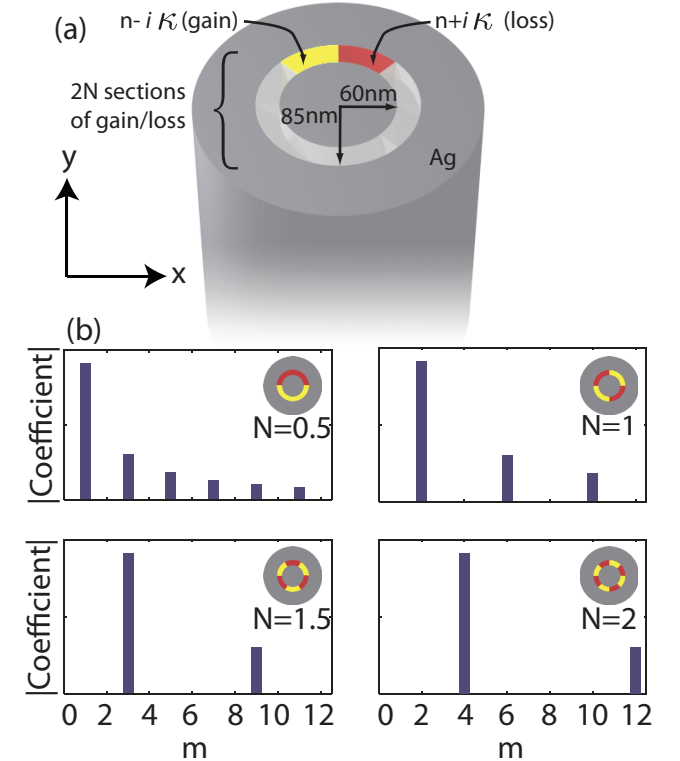 (a)
n- i κ (gain)
n+i κ (loss)
2N sections
of gain/loss
60nm
85nm
Ag
y
x
(b)
|Coefficient|
N=0.5
N=1
|Coefficient|
N=1.5
N=2
0 2 4 6 8 10 12
0 2 4 6 8 10 12
m
m